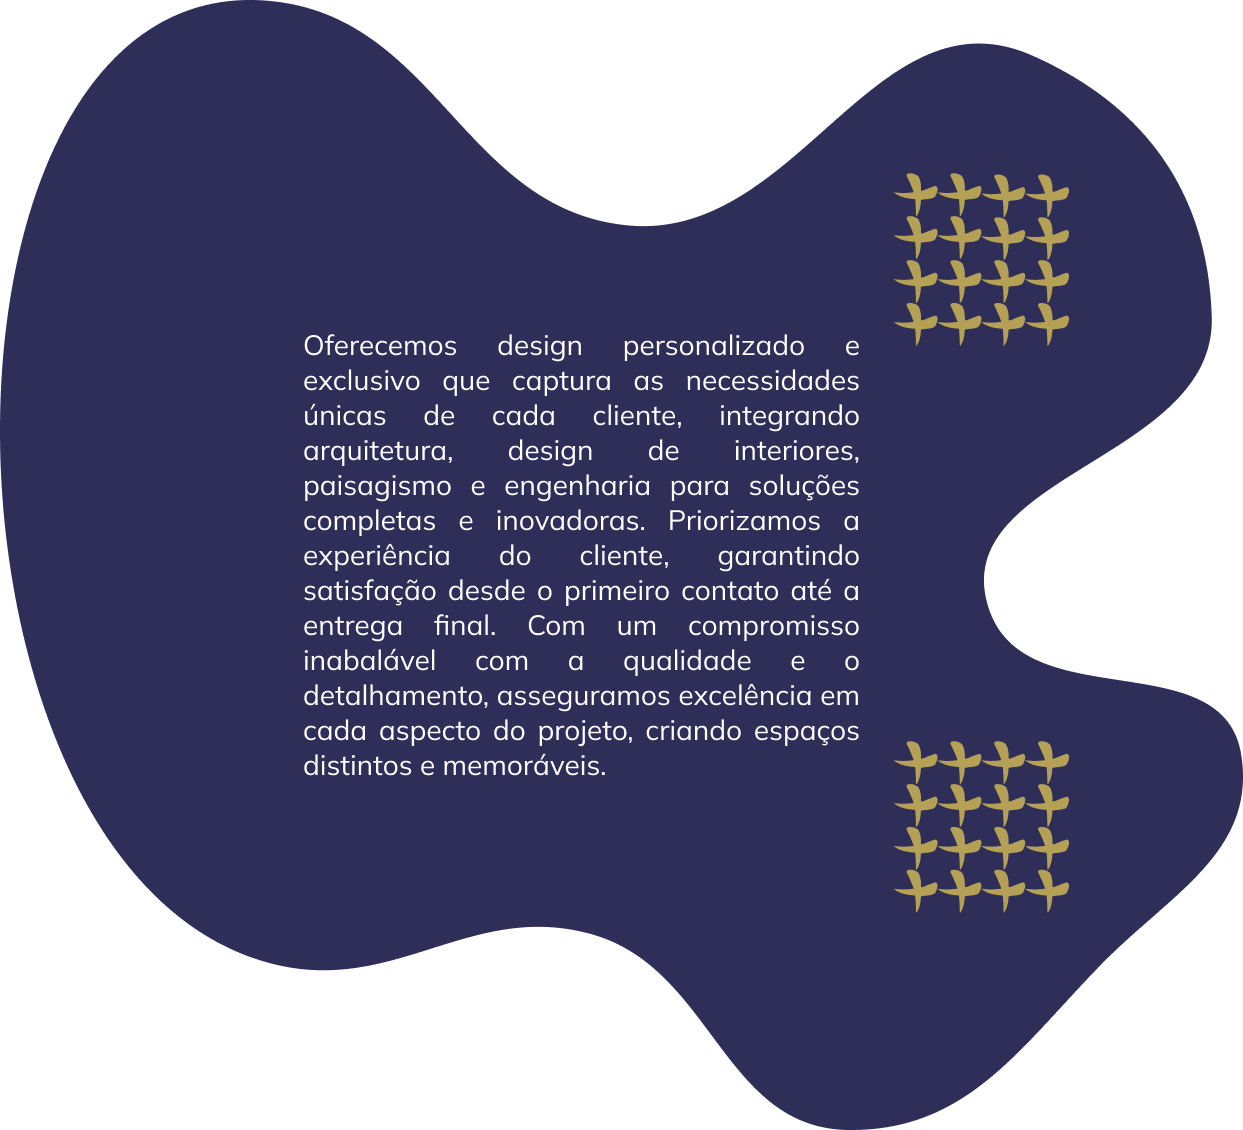 Oferecemos design personalizado e
exclusivo que captura as necessidades
únicas de cada cliente, integrando
arquitetura, design de interiores,
paisagismo e engenharia para soluções
completas e inovadoras. Priorizamos a
experiência do cliente, garantindo
satisfação desde o primeiro contato até a
entrega final. Com um compromisso
inabalável com a qualidade e o
detalhamento, asseguramos excelência em
cada aspecto do projeto, criando espaços
distintos e memoráveis.